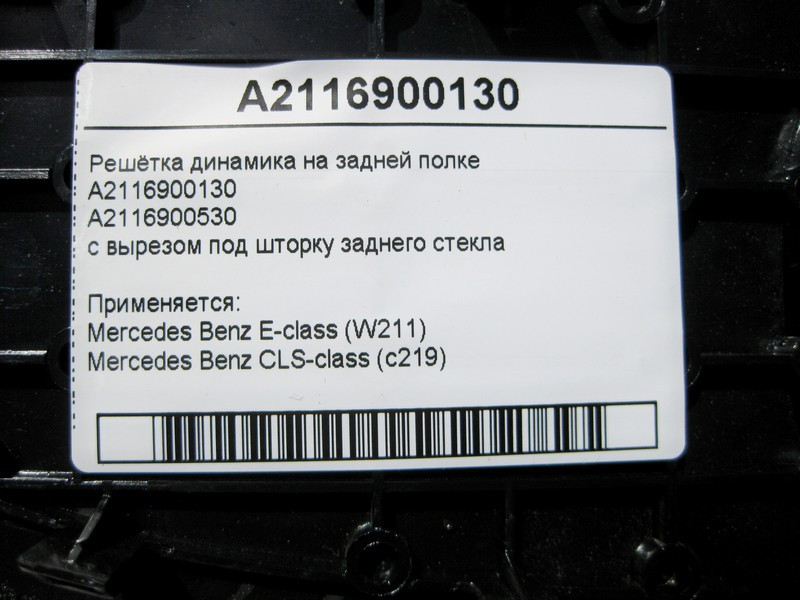 A2116900130
Решётка динамика на задней полке
A2116900130
A2116900530
с вырезом под шторку заднего стекла
Применяется:
Mercedes Benz E-class (W211)
Mercedes Benz CLS-class (c219)